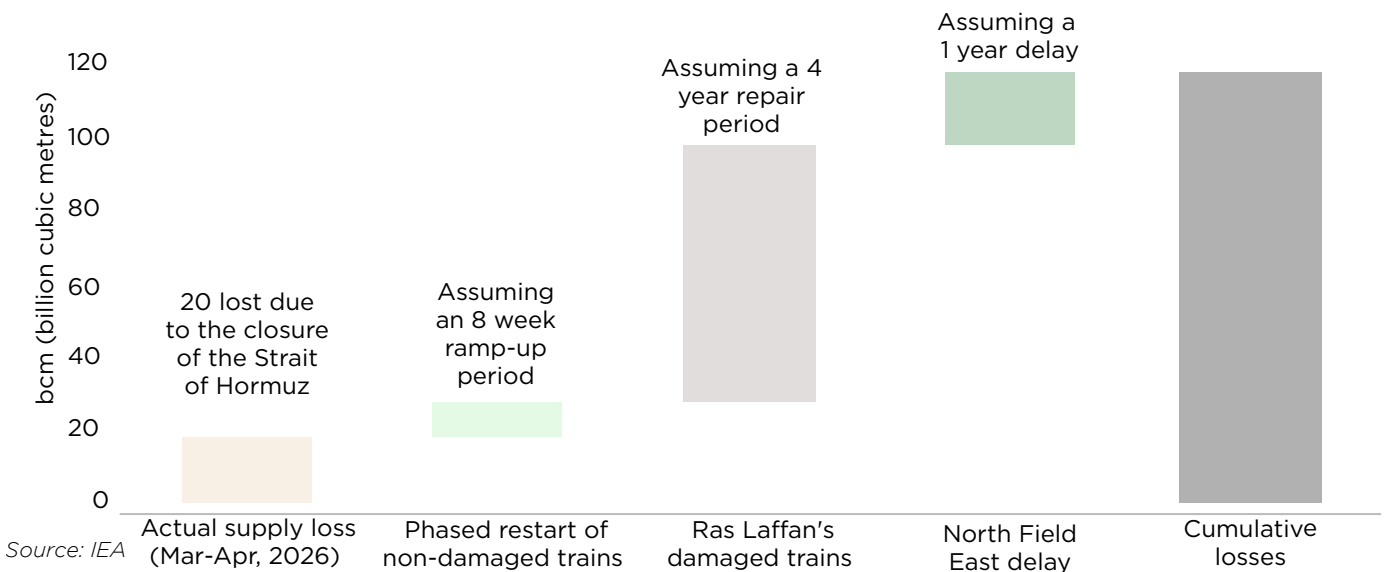 Assuming a
1 year delay
Assuming a 4
year repair
period
Assuming
an 8 week
ramp-up
period
20 lost due
to the closure
of the Strait
of Hormuz
bcm (billion cubic metres)
120
100
80
60
40
20
0
Actual supply loss
(Mar-Apr, 2026)
Phased restart of
non-damaged trains
Ras Laffan's
damaged trains
North Field
East delay
Cumulative
losses
Source: IEA